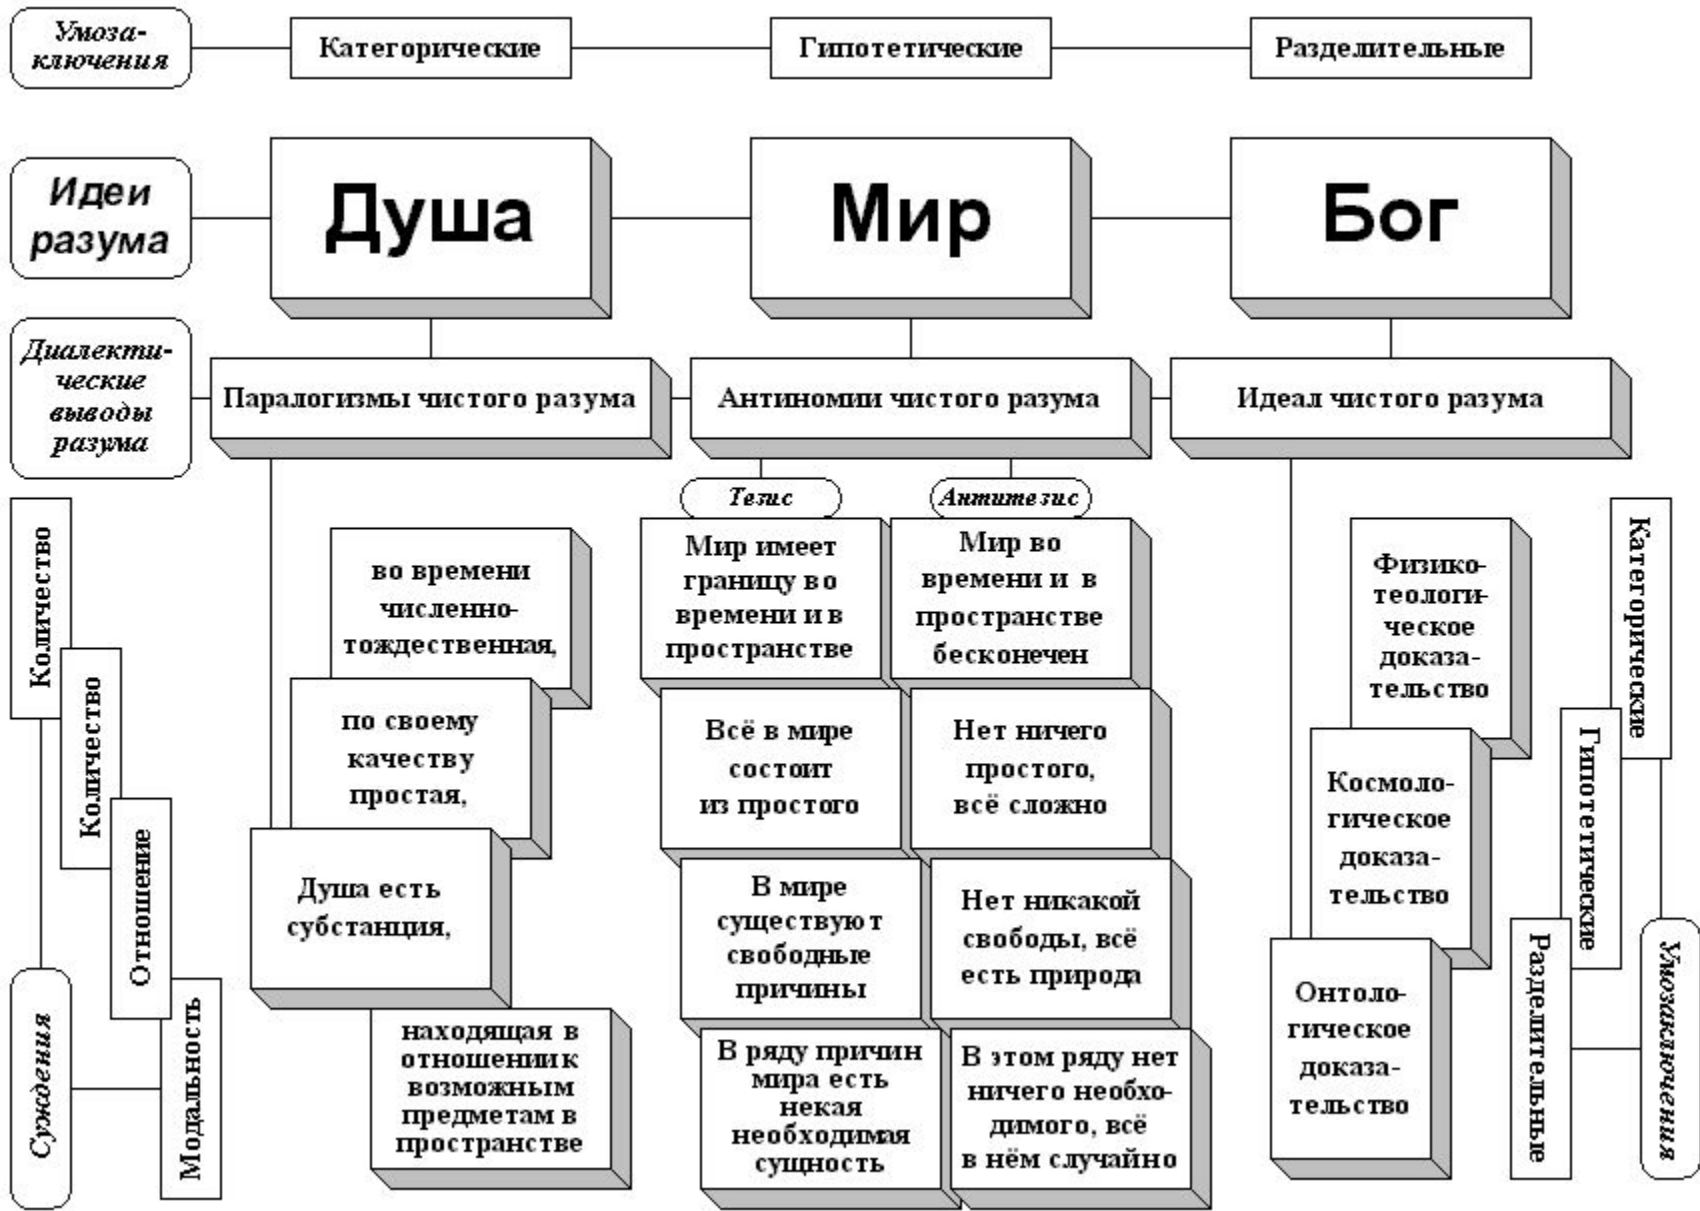 Умоза-
ключения
Категорические
Гипотетические
Разделительные
Идеи
разума
Душа
Мир
Бог
Диалекти-
ческие
выводы
разума
Паралогизмы чистого разума
Антиномии чистого разума
Идеал чистого разума
Тезис
Антитезис
Количество
Количество
Отношение
Модальность
Суждения
во времени
численно-
тождественная,
по своему
качеству
простая,
Душа есть
субстанция,
находящая в
отношении к
возможным
предметам в
пространстве
Мир имеет
границу во
времени и в
пространстве
Мир во
времени и в
пространстве
бесконечен
Всё в мире
состоит
из простого
Нет ничего
простого,
всё сложно
В мире
существуют
свободные
причины
Нет никакой
свободы, всё
есть природа
В ряду причин
мира есть
некая
необходимая
сущность
В этом ряду нет
ничего необхо-
димого, всё
в нём случайно
Физико-
теологи-
ческое
доказа-
тельство
Космоло-
гическое
доказа-
тельство
Онтоло-
гическое
доказа-
тельство
Категорические
Гипотетические
Разделительные
Умозаключения